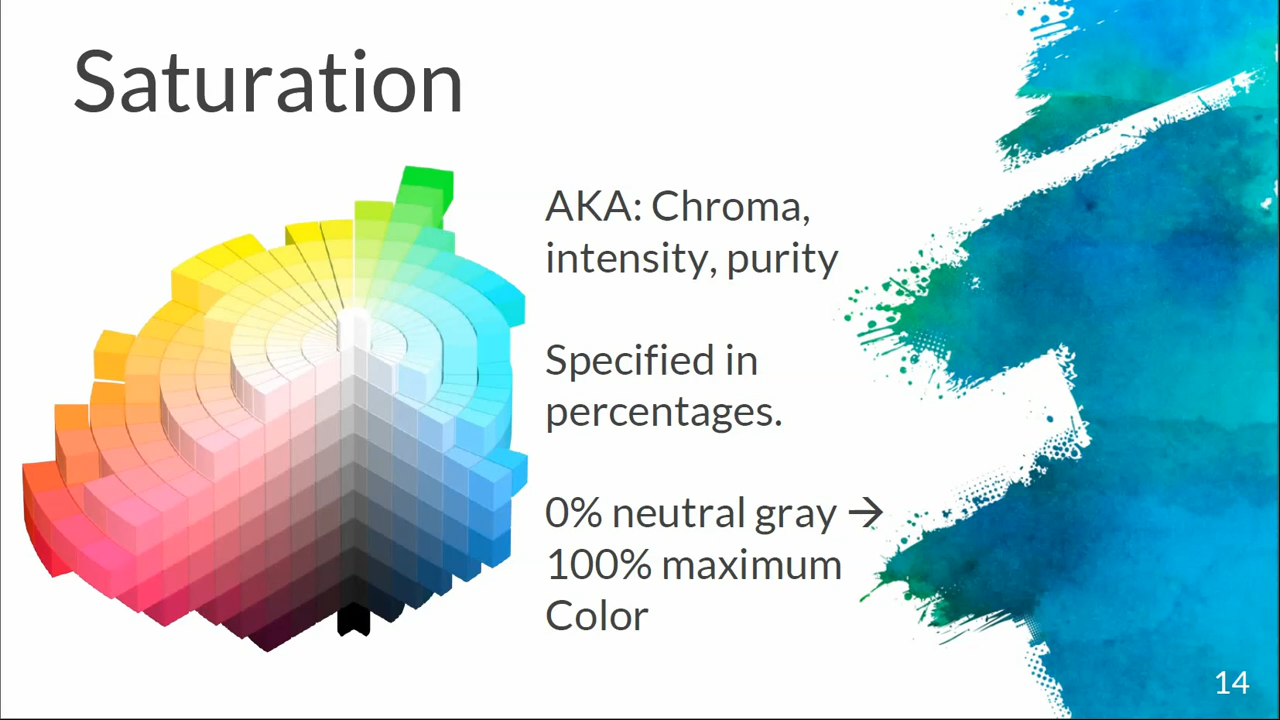 Saturation
AKA: Chroma,
intensity, purity
Specified in
percentages.
0% neutral gray →
100% maximum
Color
14